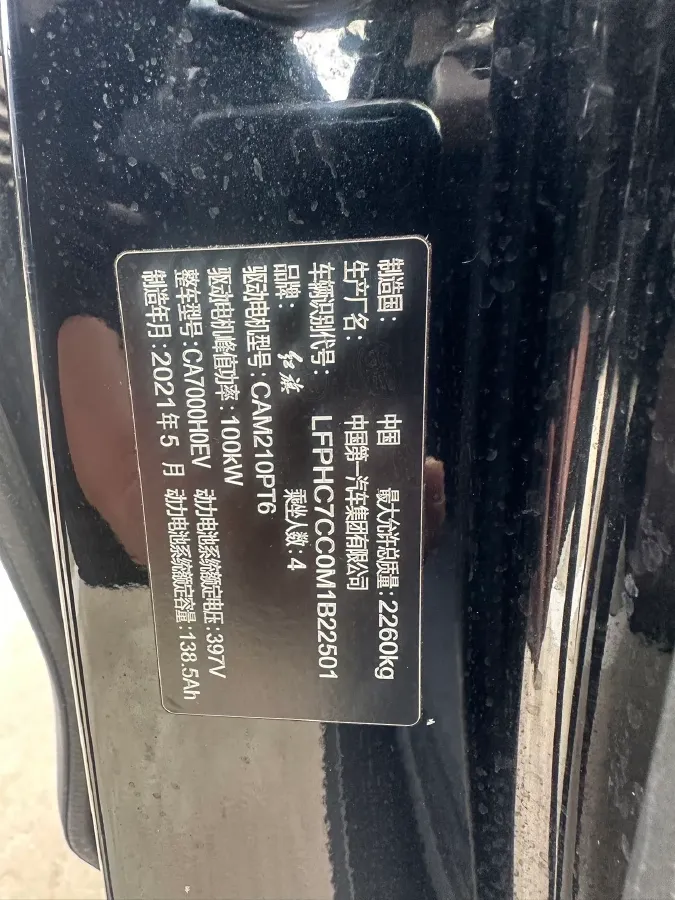 制造国: 中国 最大允许总质量:2260kg
生产厂名: 中国第一汽车集团有限公司
车辆识别代号: LFPHC7CC0M1B22501
品牌: 红旗 乘坐人数:4
驱动电机型号:CAM210PT6
驱动电机峰值功率:100kW
整车型号:CA7000H0EV 动力电池系统额定电压:397V
制造年月:2021年5月 动力电池系统额定容量:138.5Ah